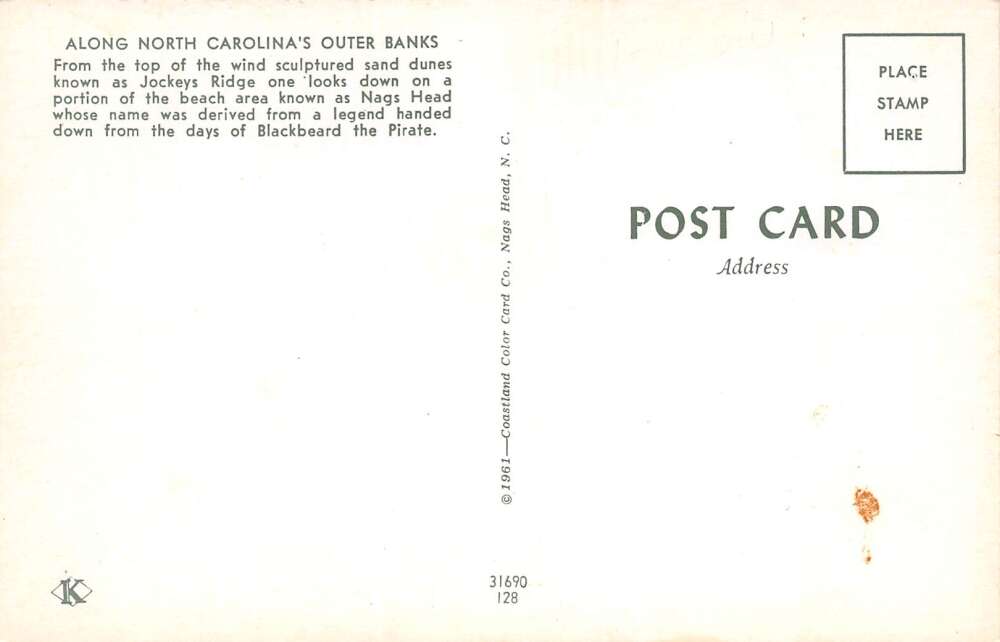 ALONG NORTH CAROLINA'S OUTER BANKS
From the top of the wind sculptured sand dunes
known as Jockeys Ridge one looks down on a
portion of the beach area known as Nags Head
whose name was derived from a legend handed
down from the days of Blackbeard the Pirate.
© 1961—Coastland Color Card Co., Nags Head, N. C.
PLACE
STAMP
HERE
POST CARD
Address
K
31690
128